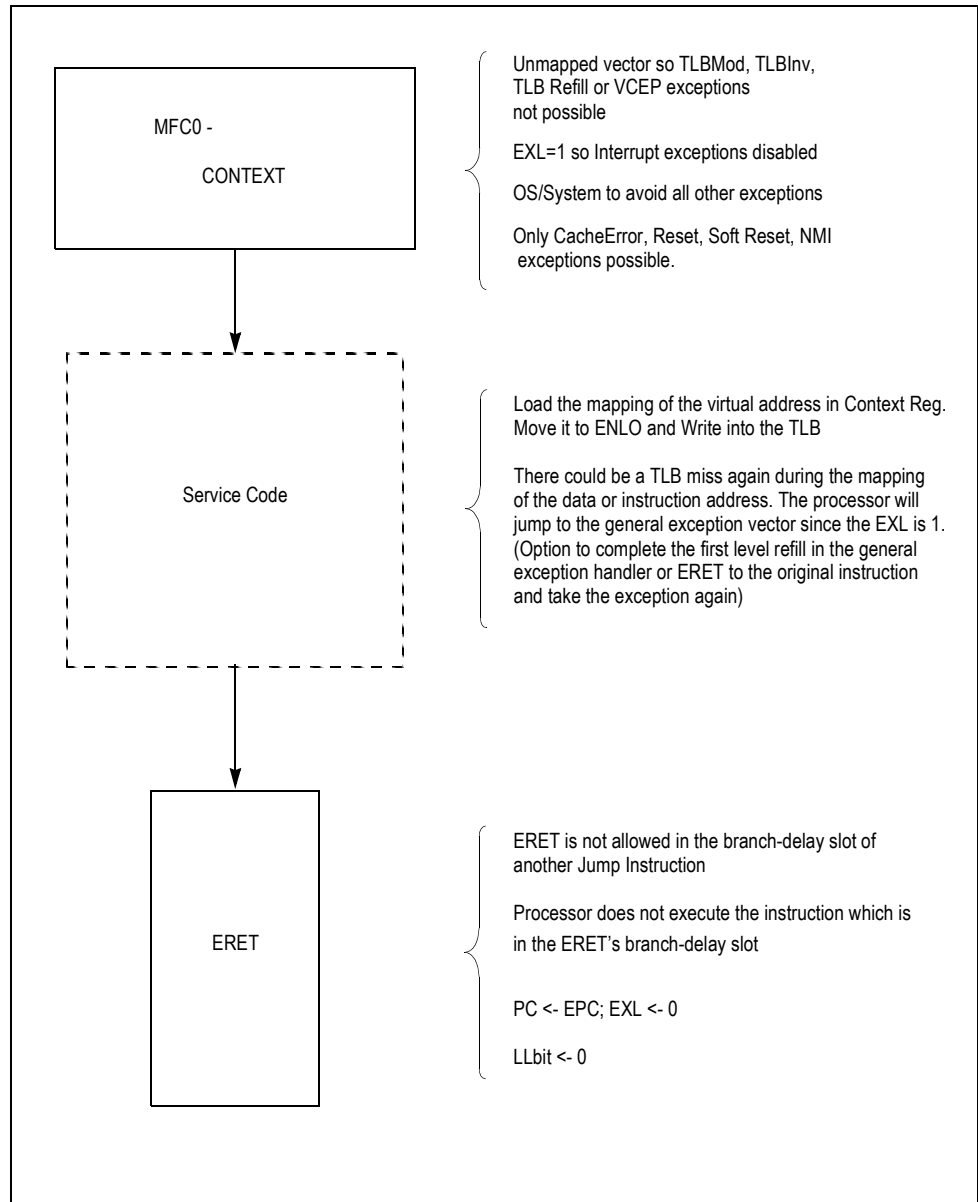 MFC0 -
CONTEXT
Unmapped vector so TLBMod, TLBInv,
TLB Refill or VCEP exceptions
not possible
EXL=1 so Interrupt exceptions disabled
OS/System to avoid all other exceptions
Only CacheError, Reset, Soft Reset, NMI
exceptions possible.
Service Code
Load the mapping of the virtual address in Context Reg.
Move it to ENLO and Write into the TLB
There could be a TLB miss again during the mapping
of the data or instruction address. The processor will
jump to the general exception vector since the EXL is 1.
(Option to complete the first level refill in the general
exception handler or ERET to the original instruction
and take the exception again)
ERET
ERET is not allowed in the branch-delay slot of
another Jump Instruction
Processor does not execute the instruction which is
in the ERET’s branch-delay slot
PC <- EPC; EXL <- 0
LLbit <- 0